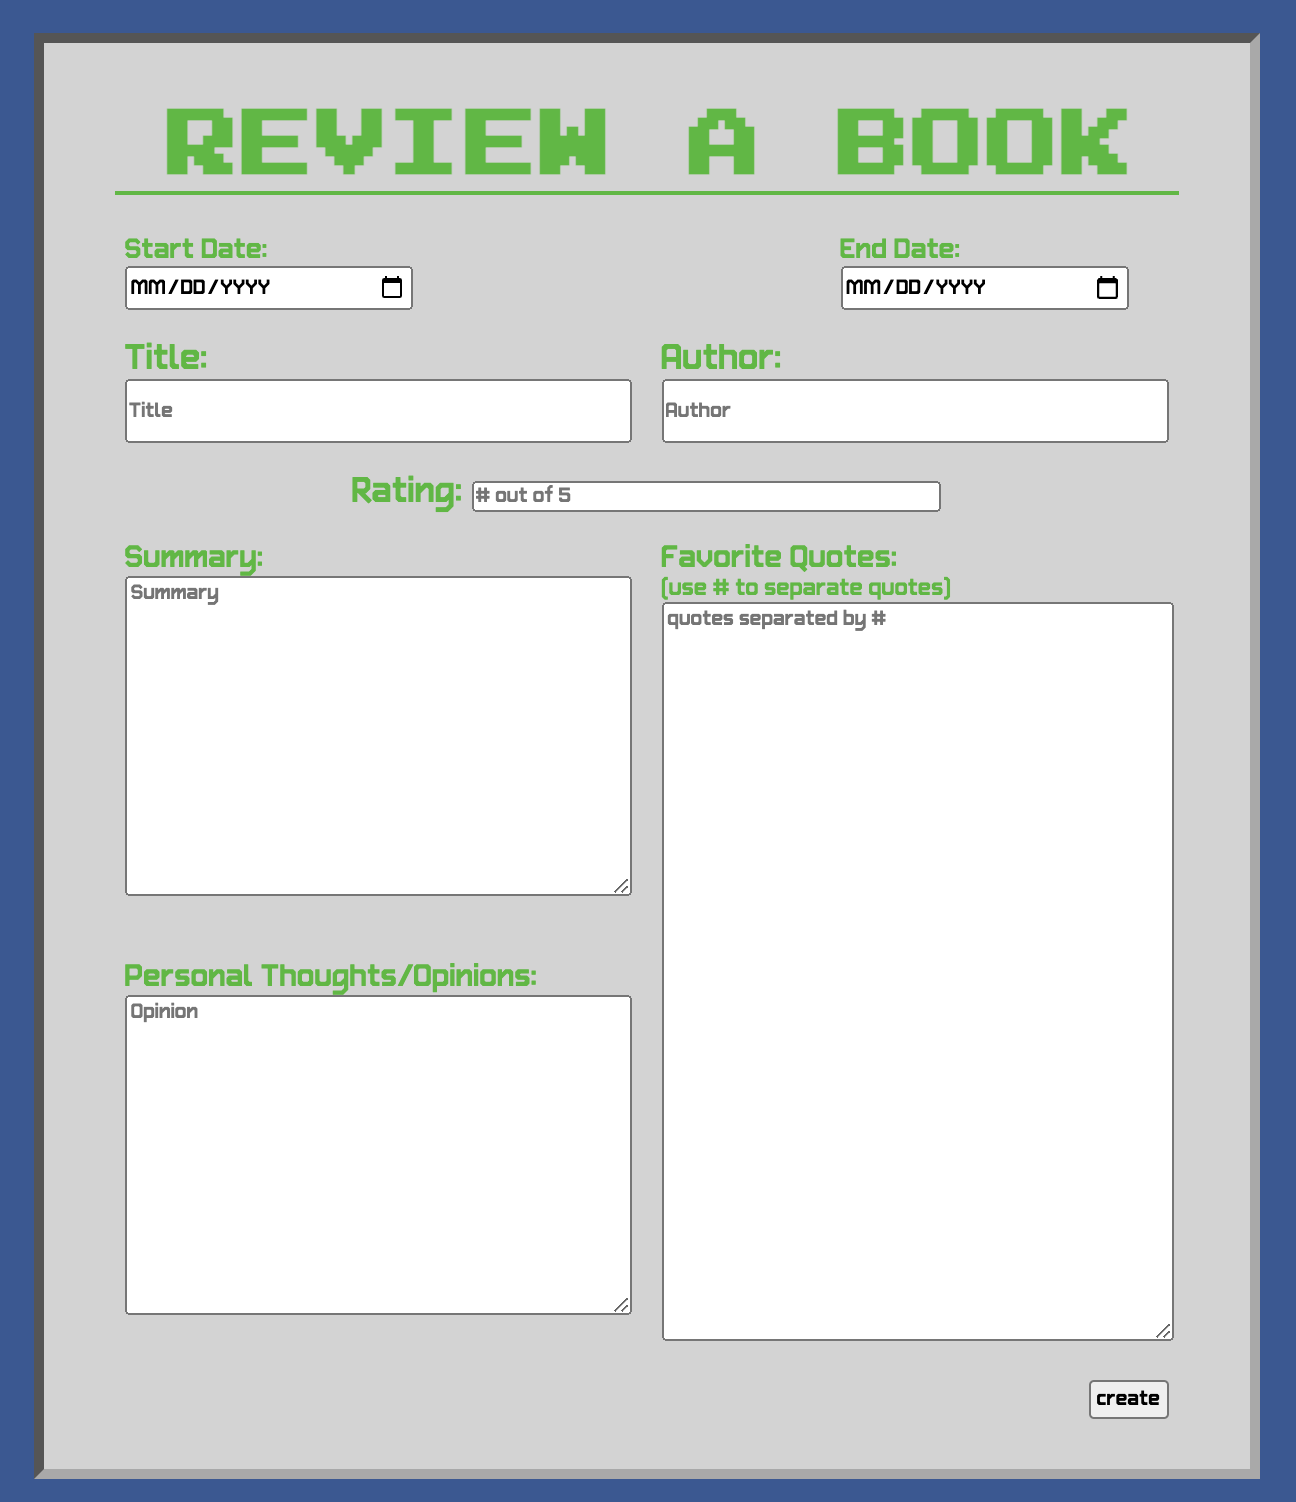 REVIEW A BOOK
Start Date:
End Date:
MM/DD/YYYY
MM/DD/YYYY
Title:
Author:
Title
Author
Rating:
# out of 5
Summary:
Summary
Favorite Quotes:
(use # to separate quotes)
quotes separated by #
Personal Thoughts/Opinions:
Opinion
create